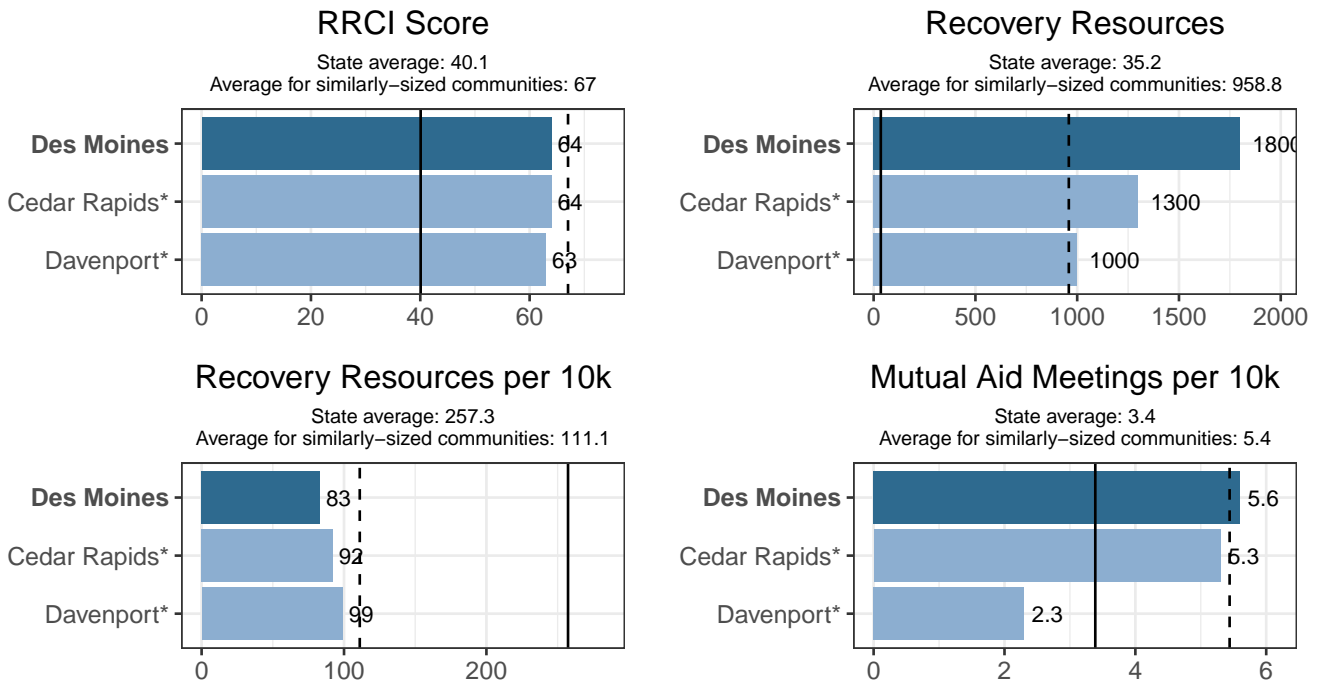 RRCI Score
State average: 40.1
Average for similarly−sized communities: 67
Des Moines
64
Cedar Rapids*
64
Davenport*
63
0 20 40 60
Recovery Resources
State average: 35.2
Average for similarly−sized communities: 958.8
Des Moines
1800
Cedar Rapids*
1300
Davenport*
1000
0 500 1000 1500 2000
Recovery Resources per 10k
State average: 257.3
Average for similarly−sized communities: 111.1
Des Moines
83
Cedar Rapids*
92
Davenport*
99
0 100 200
Mutual Aid Meetings per 10k
State average: 3.4
Average for similarly−sized communities: 5.4
Des Moines
5.6
Cedar Rapids*
5.3
Davenport*
2.3
0 2 4 6